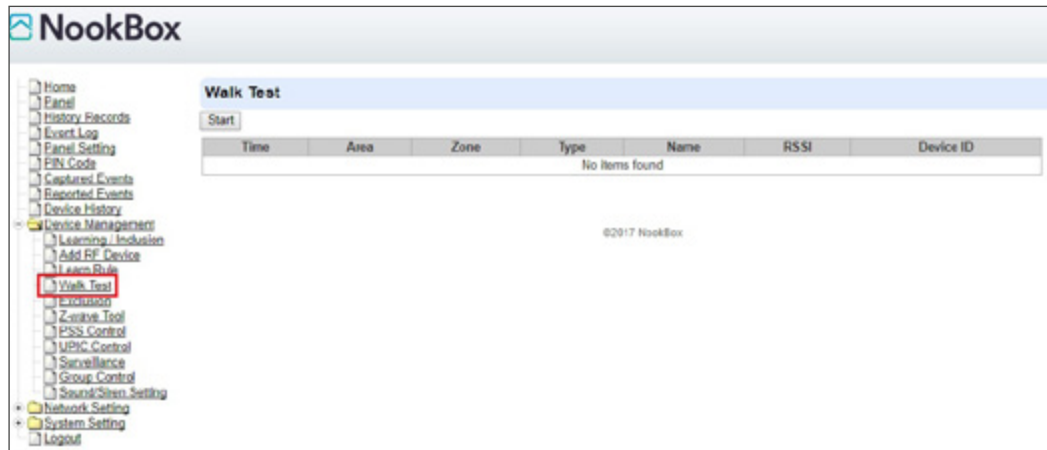 NookBox
Home
Panel
History Records
Event Log
Panel Setting
PIN Code
Captured Events
Reported Events
Device History
Device Management
Learning / Inclusion
Add RF Device
Learn Rule
Walk Test
Exclusion
Z-wave Tool
PSS Control
UPIC Control
Surveillance
Group Control
Sound/Siren Setting
Network Setting
System Setting
Logout
Walk Test
Start
Time Area Zone Type Name RSSI Device ID
No items found
©2017 NookBox